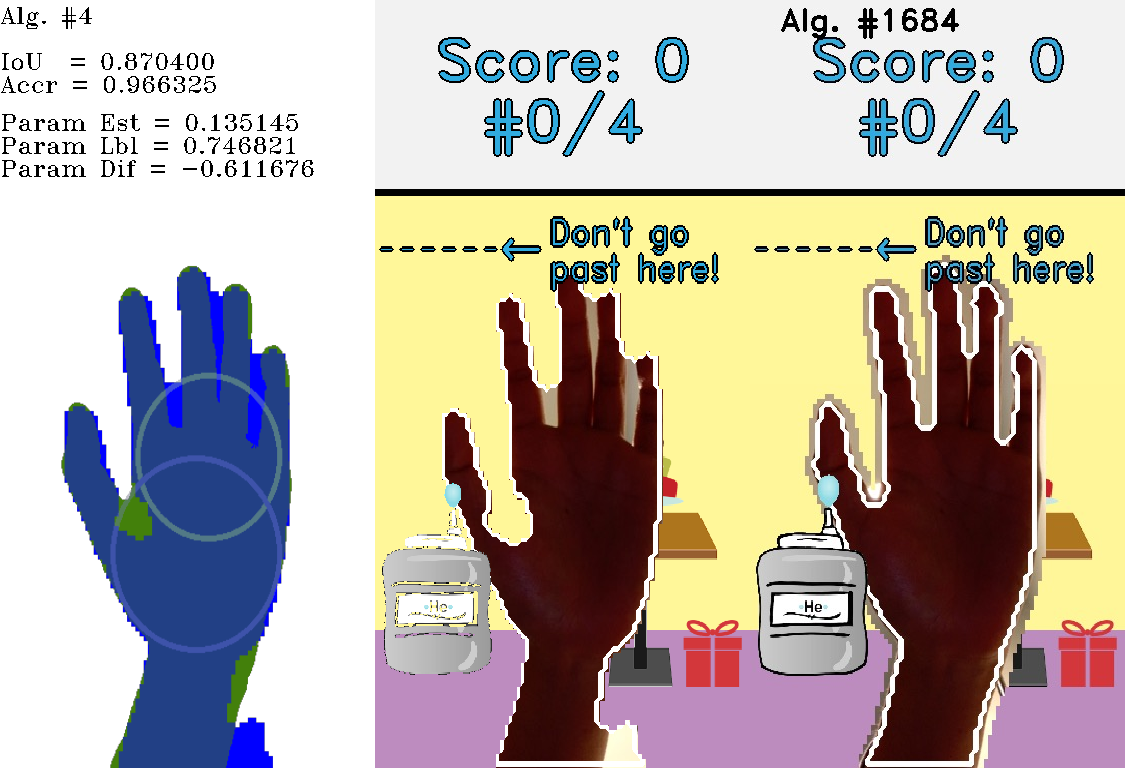 Alg. #4
IoU = 0.870400
Accr = 0.966325
Param Est = 0.135145
Param Lbl = 0.746821
Param Dif = −0.611676
Score: 0
#0/4
Don't go
past here!
He
Alg. #1684
Score: 0
#0/4
Don't go
past here!
He